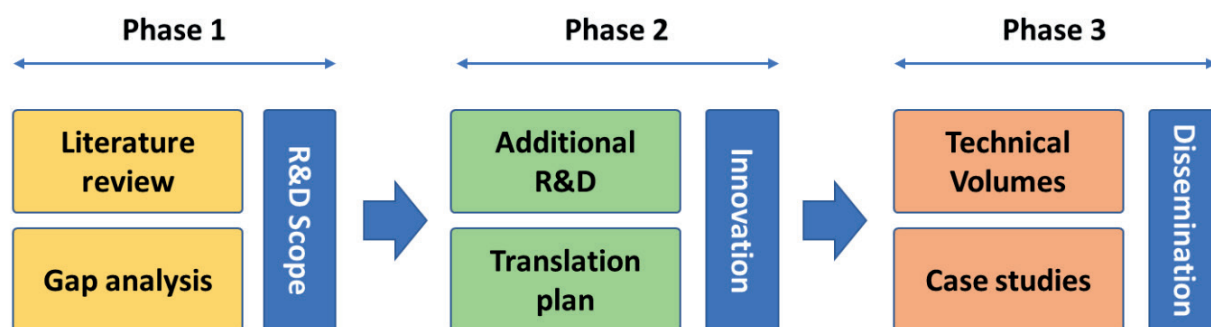 Phase 1
Phase 2
Phase 3
Literature
review
Gap analysis
R&D Scope
Additional
R&D
Translation
plan
Innovation
Technical
Volumes
Case studies
Dissemination